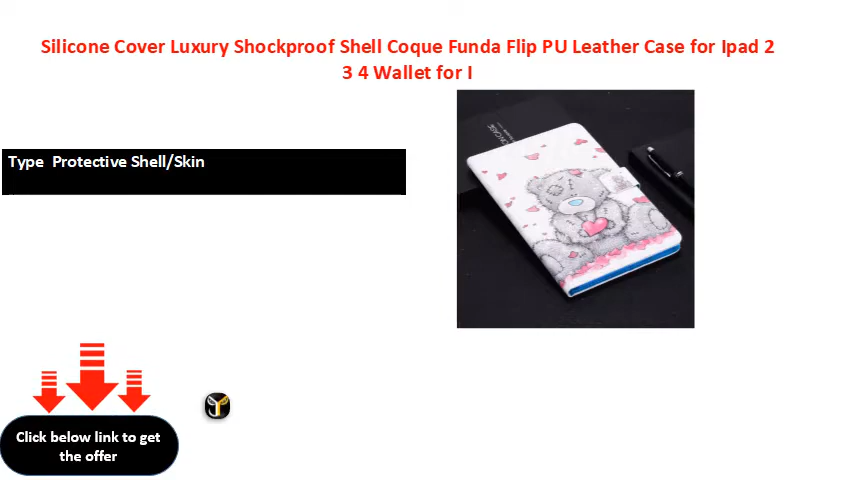 Silicone Cover Luxury Shockproof Shell Coque Funda Flip PU Leather Case for Ipad 2
3 4 Wallet for I
Type  Protective Shell/Skin
Click below link to get
the offer